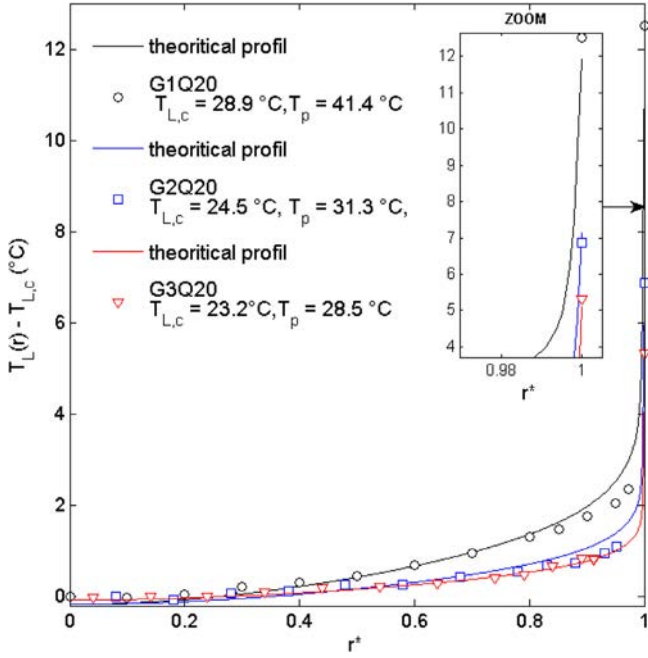 ZOOM
12
11
10
9
8
7
6
5
4
0.98
1
r*
theoritical profil
G1Q20
T_L,c = 28.9 °C,T_p = 41.4 °C
theoritical profil
G2Q20
T_L,c = 24.5 °C, T_p = 31.3 °C,
theoritical profil
G3Q20
T_L,c = 23.2°C,T_p = 28.5 °C
T_L(r) - T_L,c (°C)
12
10
8
6
4
2
0
0
0.2
0.4
0.6
0.8
1
r*